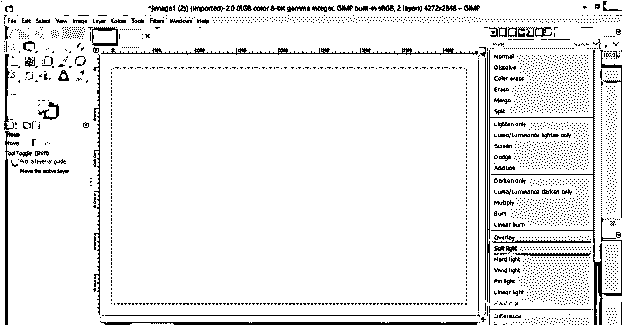 *[image1 (2)] (imported)-2.0 (RGB color 8-bit gamma integer, GIMP built-in sRGB, 2 layers) 4272x2848 – GIMP
File Edit Select View Image Layer Colors Tools Filters Windows Help
Normal
Dissolve
Color erase
Erase
Merge
Split
Lighten only
Luma/Luminance lighten only
Screen
Dodge
Addition
Darken only
Luma/Luminance darken only
Multiply
Burn
Linear burn
Overlay
Soft light
Hard light
Vivid light
Pin light
Linear light
Difference
Move
Move:
Tool Toggle (Shift)
Pick a layer or guide
Move the active layer